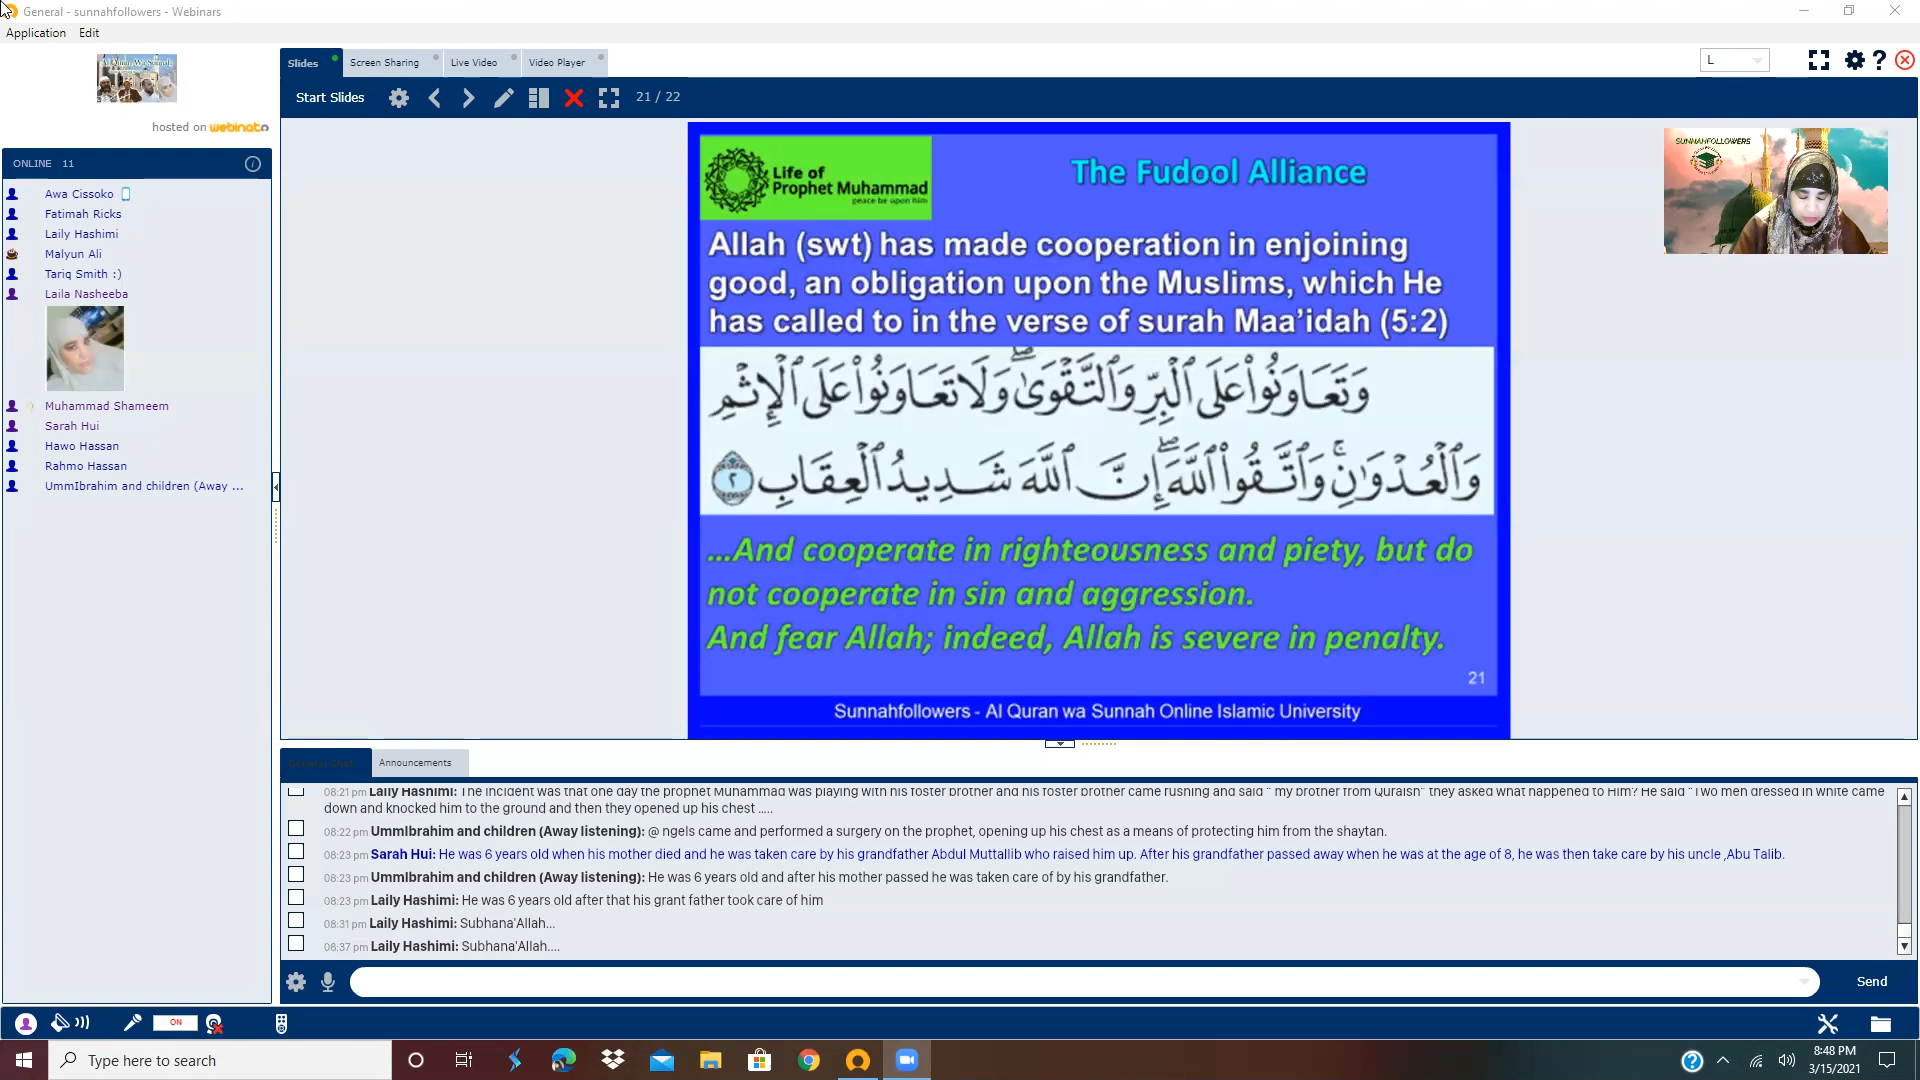 General - sunnahfollowers - Webinars
Application Edit
hosted on webinato
ONLINE 11
Awa Cissoko
Fatimah Ricks
Laily Hashimi
Malyun Ali
Tariq Smith :)
Laila Nasheeba
Muhammad Shameem
Sarah Hui
Hawo Hassan
Rahmo Hassan
UmmIbrahim and children (Away ...
Slides Screen Sharing Live Video Video Player
L
Start Slides 21 / 22
SUNNAHFOLLOWERS
Life of
Prophet Muhammad
peace be upon him
The Fudool Alliance
Allah (swt) has made cooperation in enjoining
good, an obligation upon the Muslims, which He
has called to in the verse of surah Maa’idah (5:2)
وَتَعَاوَنُوا۟ عَلَى ٱلْبِرِّ وَٱلتَّقْوَىٰ ۖ وَلَا تَعَاوَنُوا۟ عَلَى ٱلْإِثْمِ
وَٱلْعُدْوَٰنِ ۚ وَٱتَّقُوا۟ ٱللَّهَ ۖ إِنَّ ٱللَّهَ شَدِيدُ ٱلْعِقَابِ ٢
...And cooperate in righteousness and piety, but do
not cooperate in sin and aggression.
And fear Allah; indeed, Allah is severe in penalty.
21
Sunnahfollowers - Al Quran wa Sunnah Online Islamic University
General Chat Announcements
08:21 pm Laily Hashimi: The incident was that one day the prophet Muhammad was playing with his foster brother and his foster brother came rushing and said " my brother from Quraish" they asked what happened to Him? He said "Two men dressed in white came
down and knocked him to the ground and then they opened up his chest .....
08:22 pm UmmIbrahim and children (Away listening): @ ngels came and performed a surgery on the prophet, opening up his chest as a means of protecting him from the shaytan.
08:23 pm Sarah Hui: He was 6 years old when his mother died and he was taken care by his grandfather Abdul Muttallib who raised him up. After his grandfather passed away when he was at the age of 8, he was then take care by his uncle ,Abu Talib.
08:23 pm UmmIbrahim and children (Away listening): He was 6 years old and after his mother passed he was taken care of by his grandfather.
08:23 pm Laily Hashimi: He was 6 years old after that his grant father took care of him
08:31 pm Laily Hashimi: Subhana'Allah...
08:37 pm Laily Hashimi: Subhana'Allah....
Send
ON
Type here to search
8:48 PM
3/15/2021